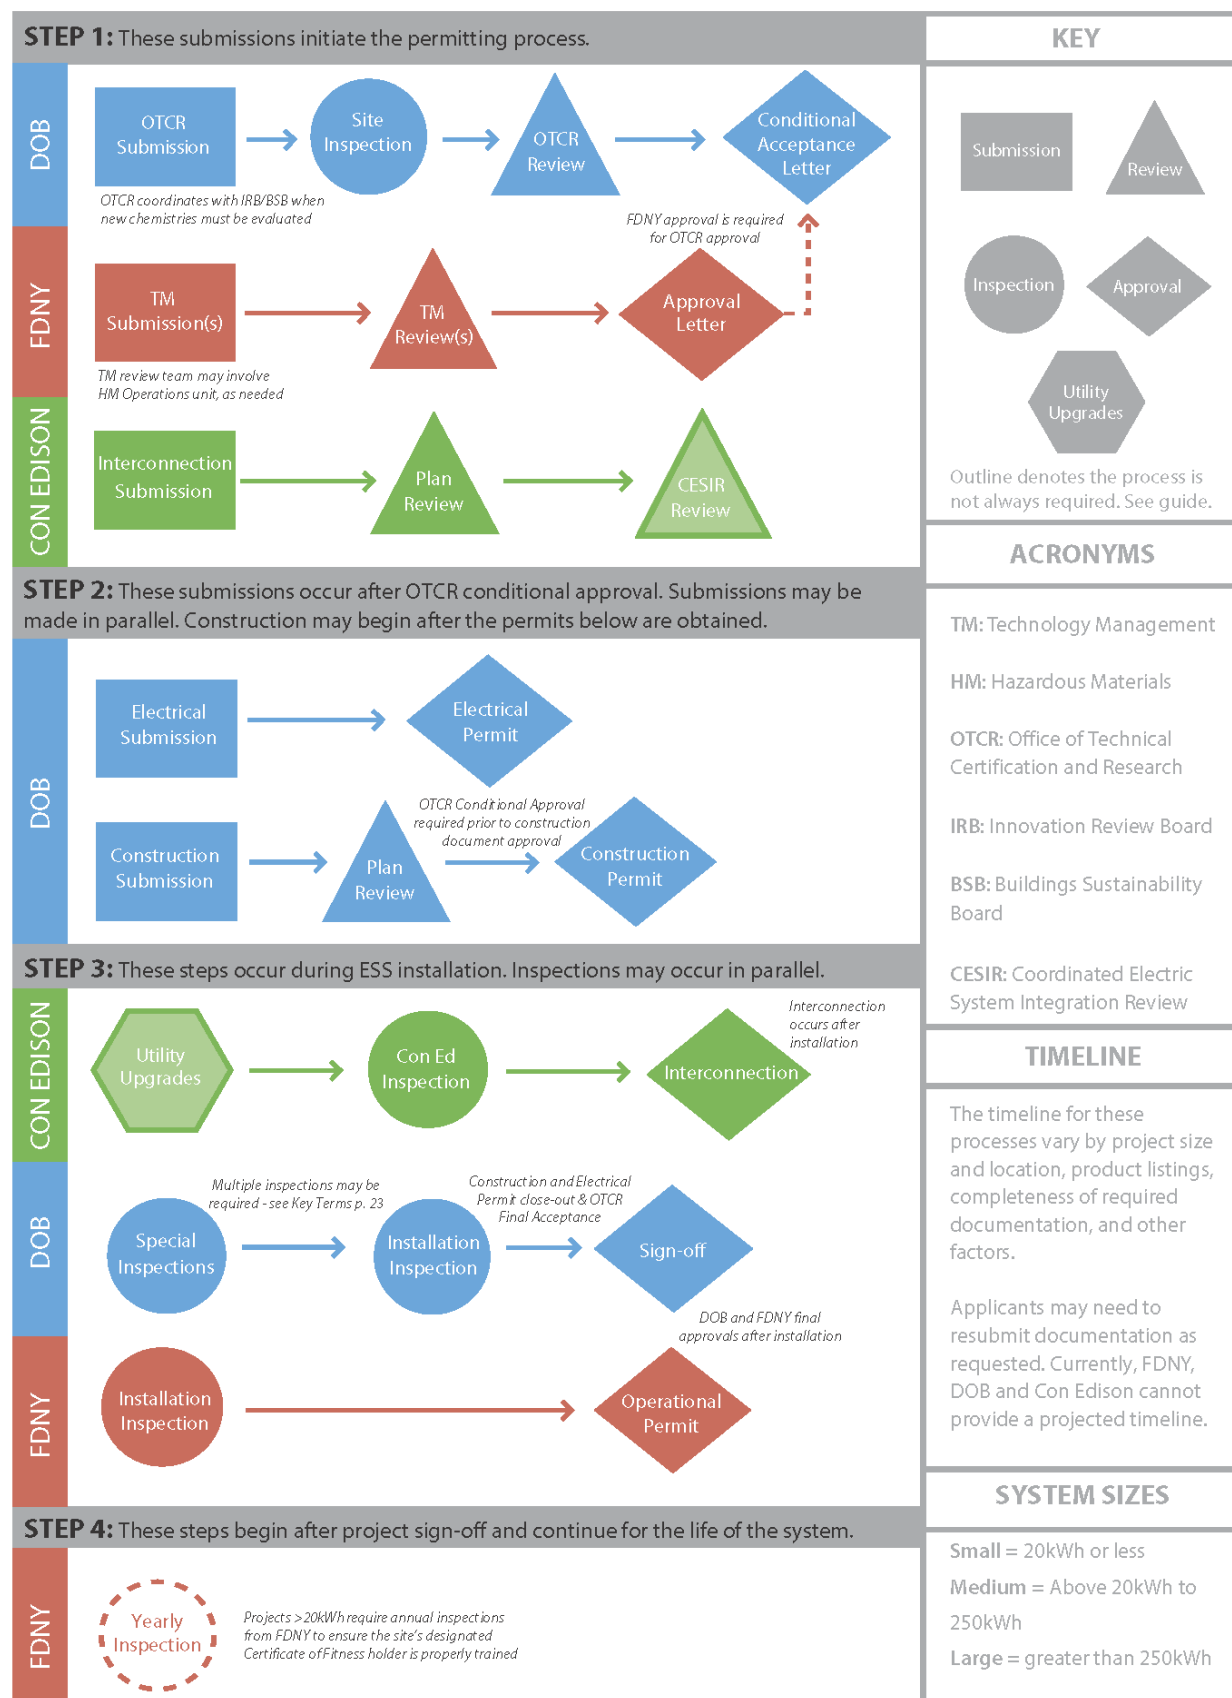 STEP 1: These submissions initiate the permitting process.
DOB
OTCR
Submission
Site
Inspection
OTCR
Review
Conditional
Acceptance
Letter
OTCR coordinates with IRB/BSB when
new chemistries must be evaluated
FDNY approval is required
for OTCR approval
FDNY
TM
Submission(s)
TM
Review(s)
Approval
Letter
TM review team may involve
HM Operations unit, as needed
CON EDISON
Interconnection
Submission
Plan
Review
CESIR
Review
STEP 2: These submissions occur after OTCR conditional approval. Submissions may be
made in parallel. Construction may begin after the permits below are obtained.
DOB
Electrical
Submission
Electrical
Permit
Construction
Submission
Plan
Review
OTCR Conditional Approval
required prior to construction
document approval
Construction
Permit
STEP 3: These steps occur during ESS installation. Inspections may occur in parallel.
CON EDISON
Utility
Upgrades
Con Ed
Inspection
Interconnection
Interconnection
occurs after
installation
DOB
Special
Inspections
Multiple inspections may be
required - see Key Terms p. 23
Installation
Inspection
Construction and Electrical
Permit close-out & OTCR
Final Acceptance
Sign-off
DOB and FDNY final
approvals after installation
FDNY
Installation
Inspection
Operational
Permit
STEP 4: These steps begin after project sign-off and continue for the life of the system.
FDNY
Yearly
Inspection
Projects >20kWh require annual inspections
from FDNY to ensure the site's designated
Certificate of Fitness holder is properly trained
KEY
Submission
Review
Inspection
Approval
Utility
Upgrades
Outline denotes the process is
not always required. See guide.
ACRONYMS
TM: Technology Management
HM: Hazardous Materials
OTCR: Office of Technical
Certification and Research
IRB: Innovation Review Board
BSB: Buildings Sustainability
Board
CESIR: Coordinated Electric
System Integration Review
TIMELINE
The timeline for these
processes vary by project size
and location, product listings,
completeness of required
documentation, and other
factors.
Applicants may need to
resubmit documentation as
requested. Currently, FDNY,
DOB and Con Edison cannot
provide a projected timeline.
SYSTEM SIZES
Small = 20kWh or less
Medium = Above 20kWh to
250kWh
Large = greater than 250kWh